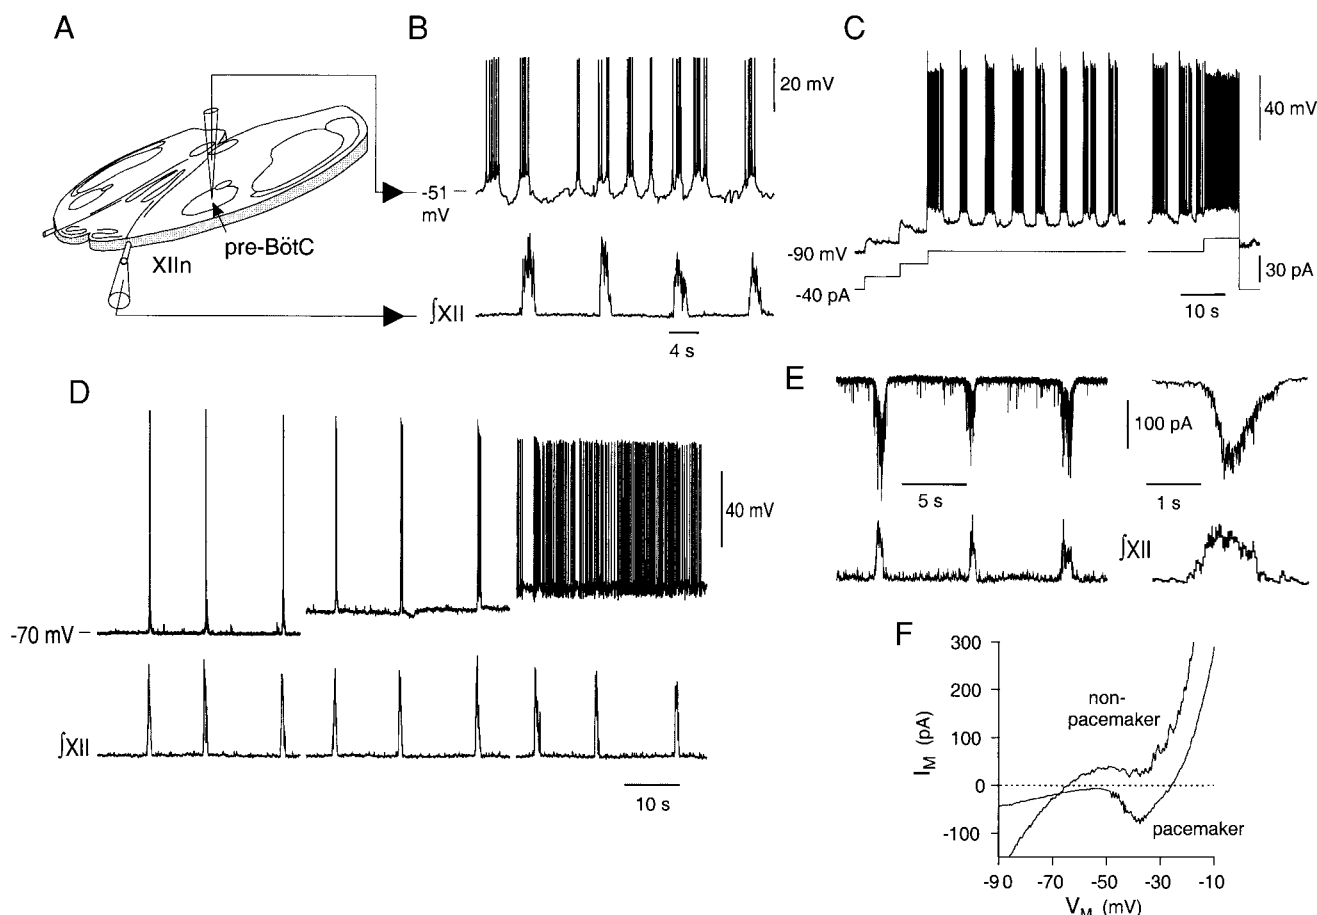 A
XIIn
pre-BötC
B
20 mV
-51
mV
∫XII
4 s
C
40 mV
-90 mV
-40 pA
30 pA
10 s
D
40 mV
-70 mV
∫XII
10 s
E
100 pA
5 s
1 s
∫XII
F
300
200
100
0
-100
I_M (pA)
non-
pacemaker
pacemaker
-90 -70 -50 -30 -10
V_M (mV)